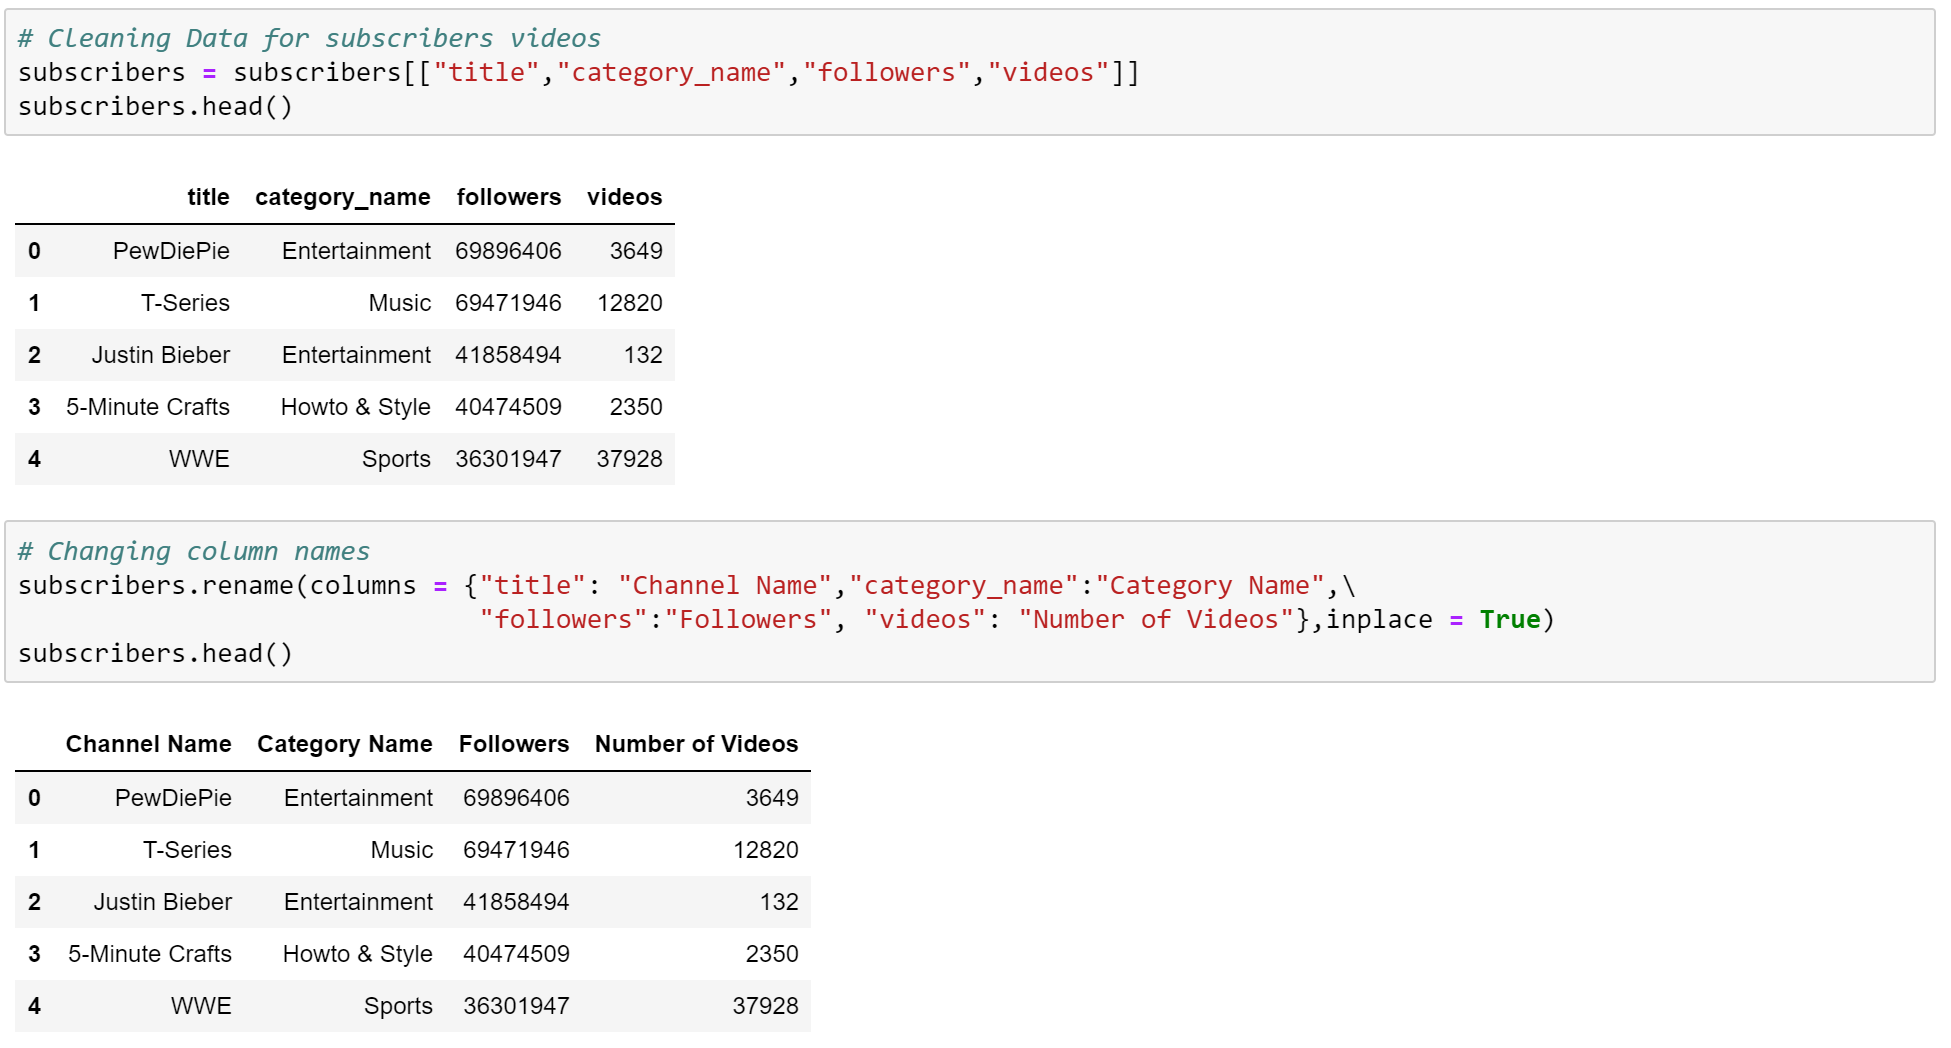 # Cleaning Data for subscribers videos
subscribers = subscribers[["title","category_name","followers","videos"]]
subscribers.head()
title category_name followers videos
0 PewDiePie Entertainment 69896406 3649
1 T-Series Music 69471946 12820
2 Justin Bieber Entertainment 41858494 132
3 5-Minute Crafts Howto & Style 40474509 2350
4 WWE Sports 36301947 37928
# Changing column names
subscribers.rename(columns = {"title": "Channel Name","category_name":"Category Name",\
"followers":"Followers", "videos": "Number of Videos"},inplace = True)
subscribers.head()
Channel Name Category Name Followers Number of Videos
0 PewDiePie Entertainment 69896406 3649
1 T-Series Music 69471946 12820
2 Justin Bieber Entertainment 41858494 132
3 5-Minute Crafts Howto & Style 40474509 2350
4 WWE Sports 36301947 37928